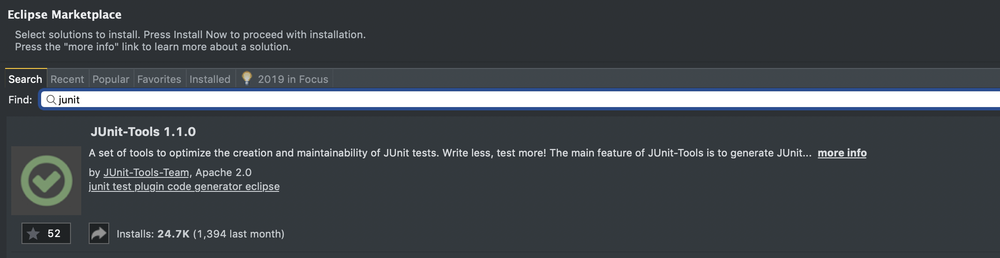 Eclipse Marketplace
Select solutions to install. Press Install Now to proceed with installation.
Press the "more info" link to learn more about a solution.
Search Recent Popular Favorites Installed 2019 in Focus
Find: junit
JUnit-Tools 1.1.0
A set of tools to optimize the creation and maintainability of JUnit tests. Write less, test more! The main feature of JUnit-Tools is to generate JUnit... more info
by JUnit-Tools-Team, Apache 2.0
junit test plugin code generator eclipse
52 Installs: 24.7K (1,394 last month)